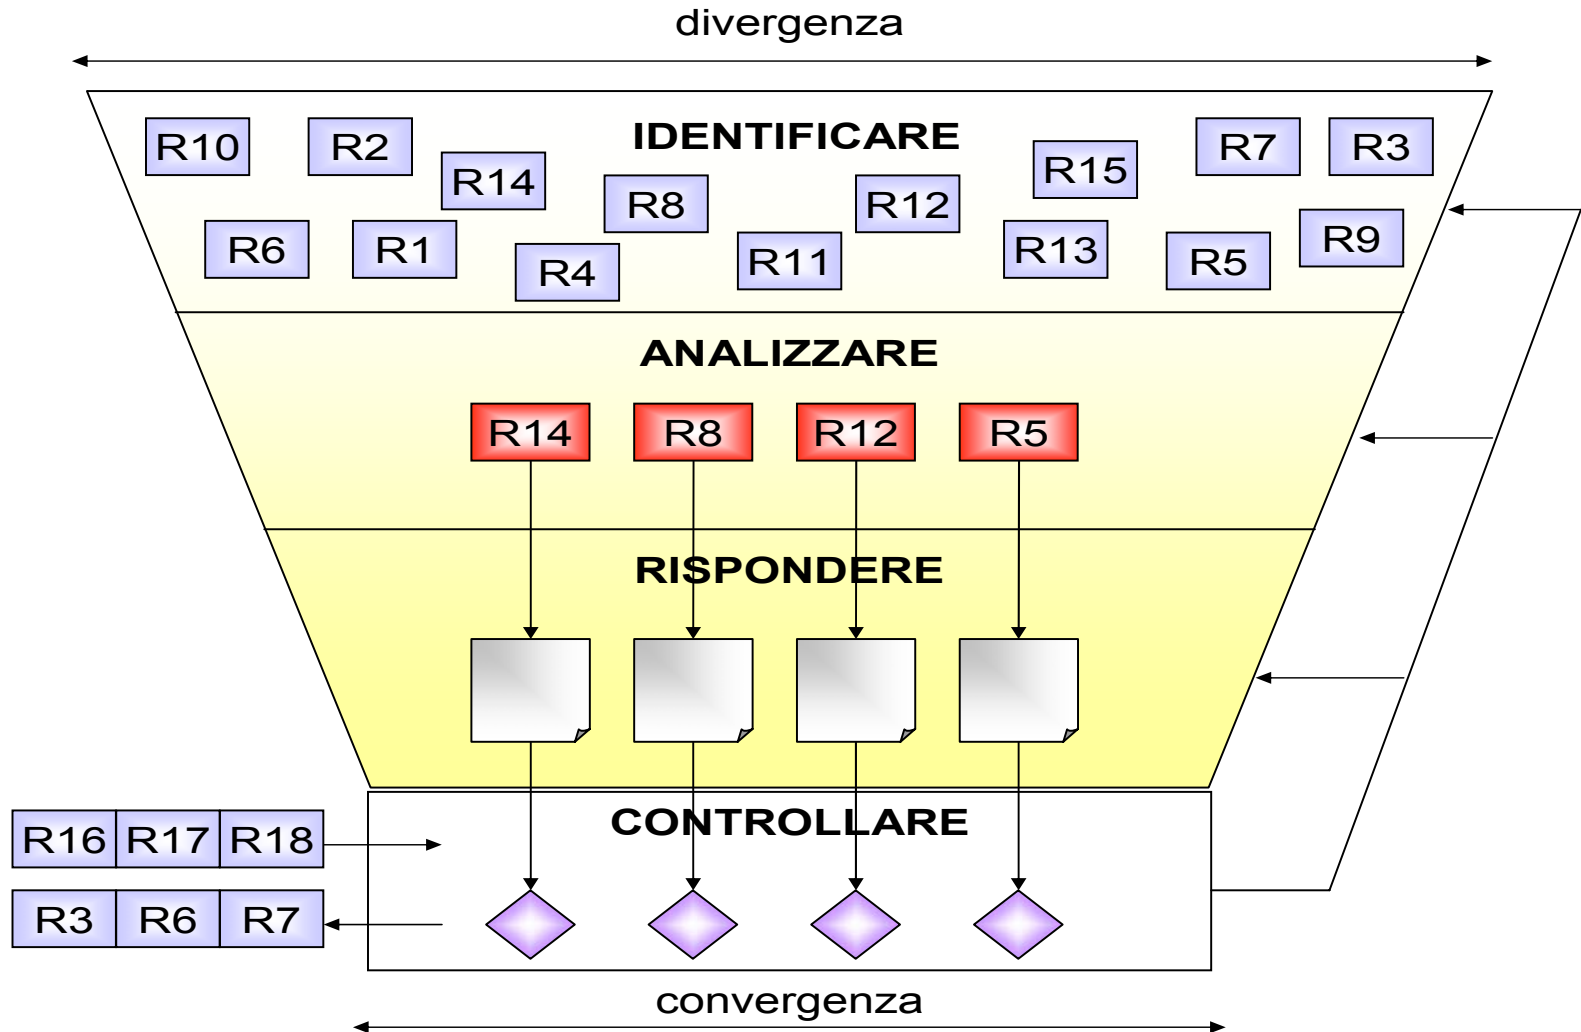 divergenza
IDENTIFICARE
R10 R2 R14 R8 R12 R15 R7 R3
R6 R1 R4 R11 R13 R5 R9
ANALIZZARE
R14 R8 R12 R5
RISPONDERE
CONTROLLARE
R16 R17 R18
R3 R6 R7
convergenza